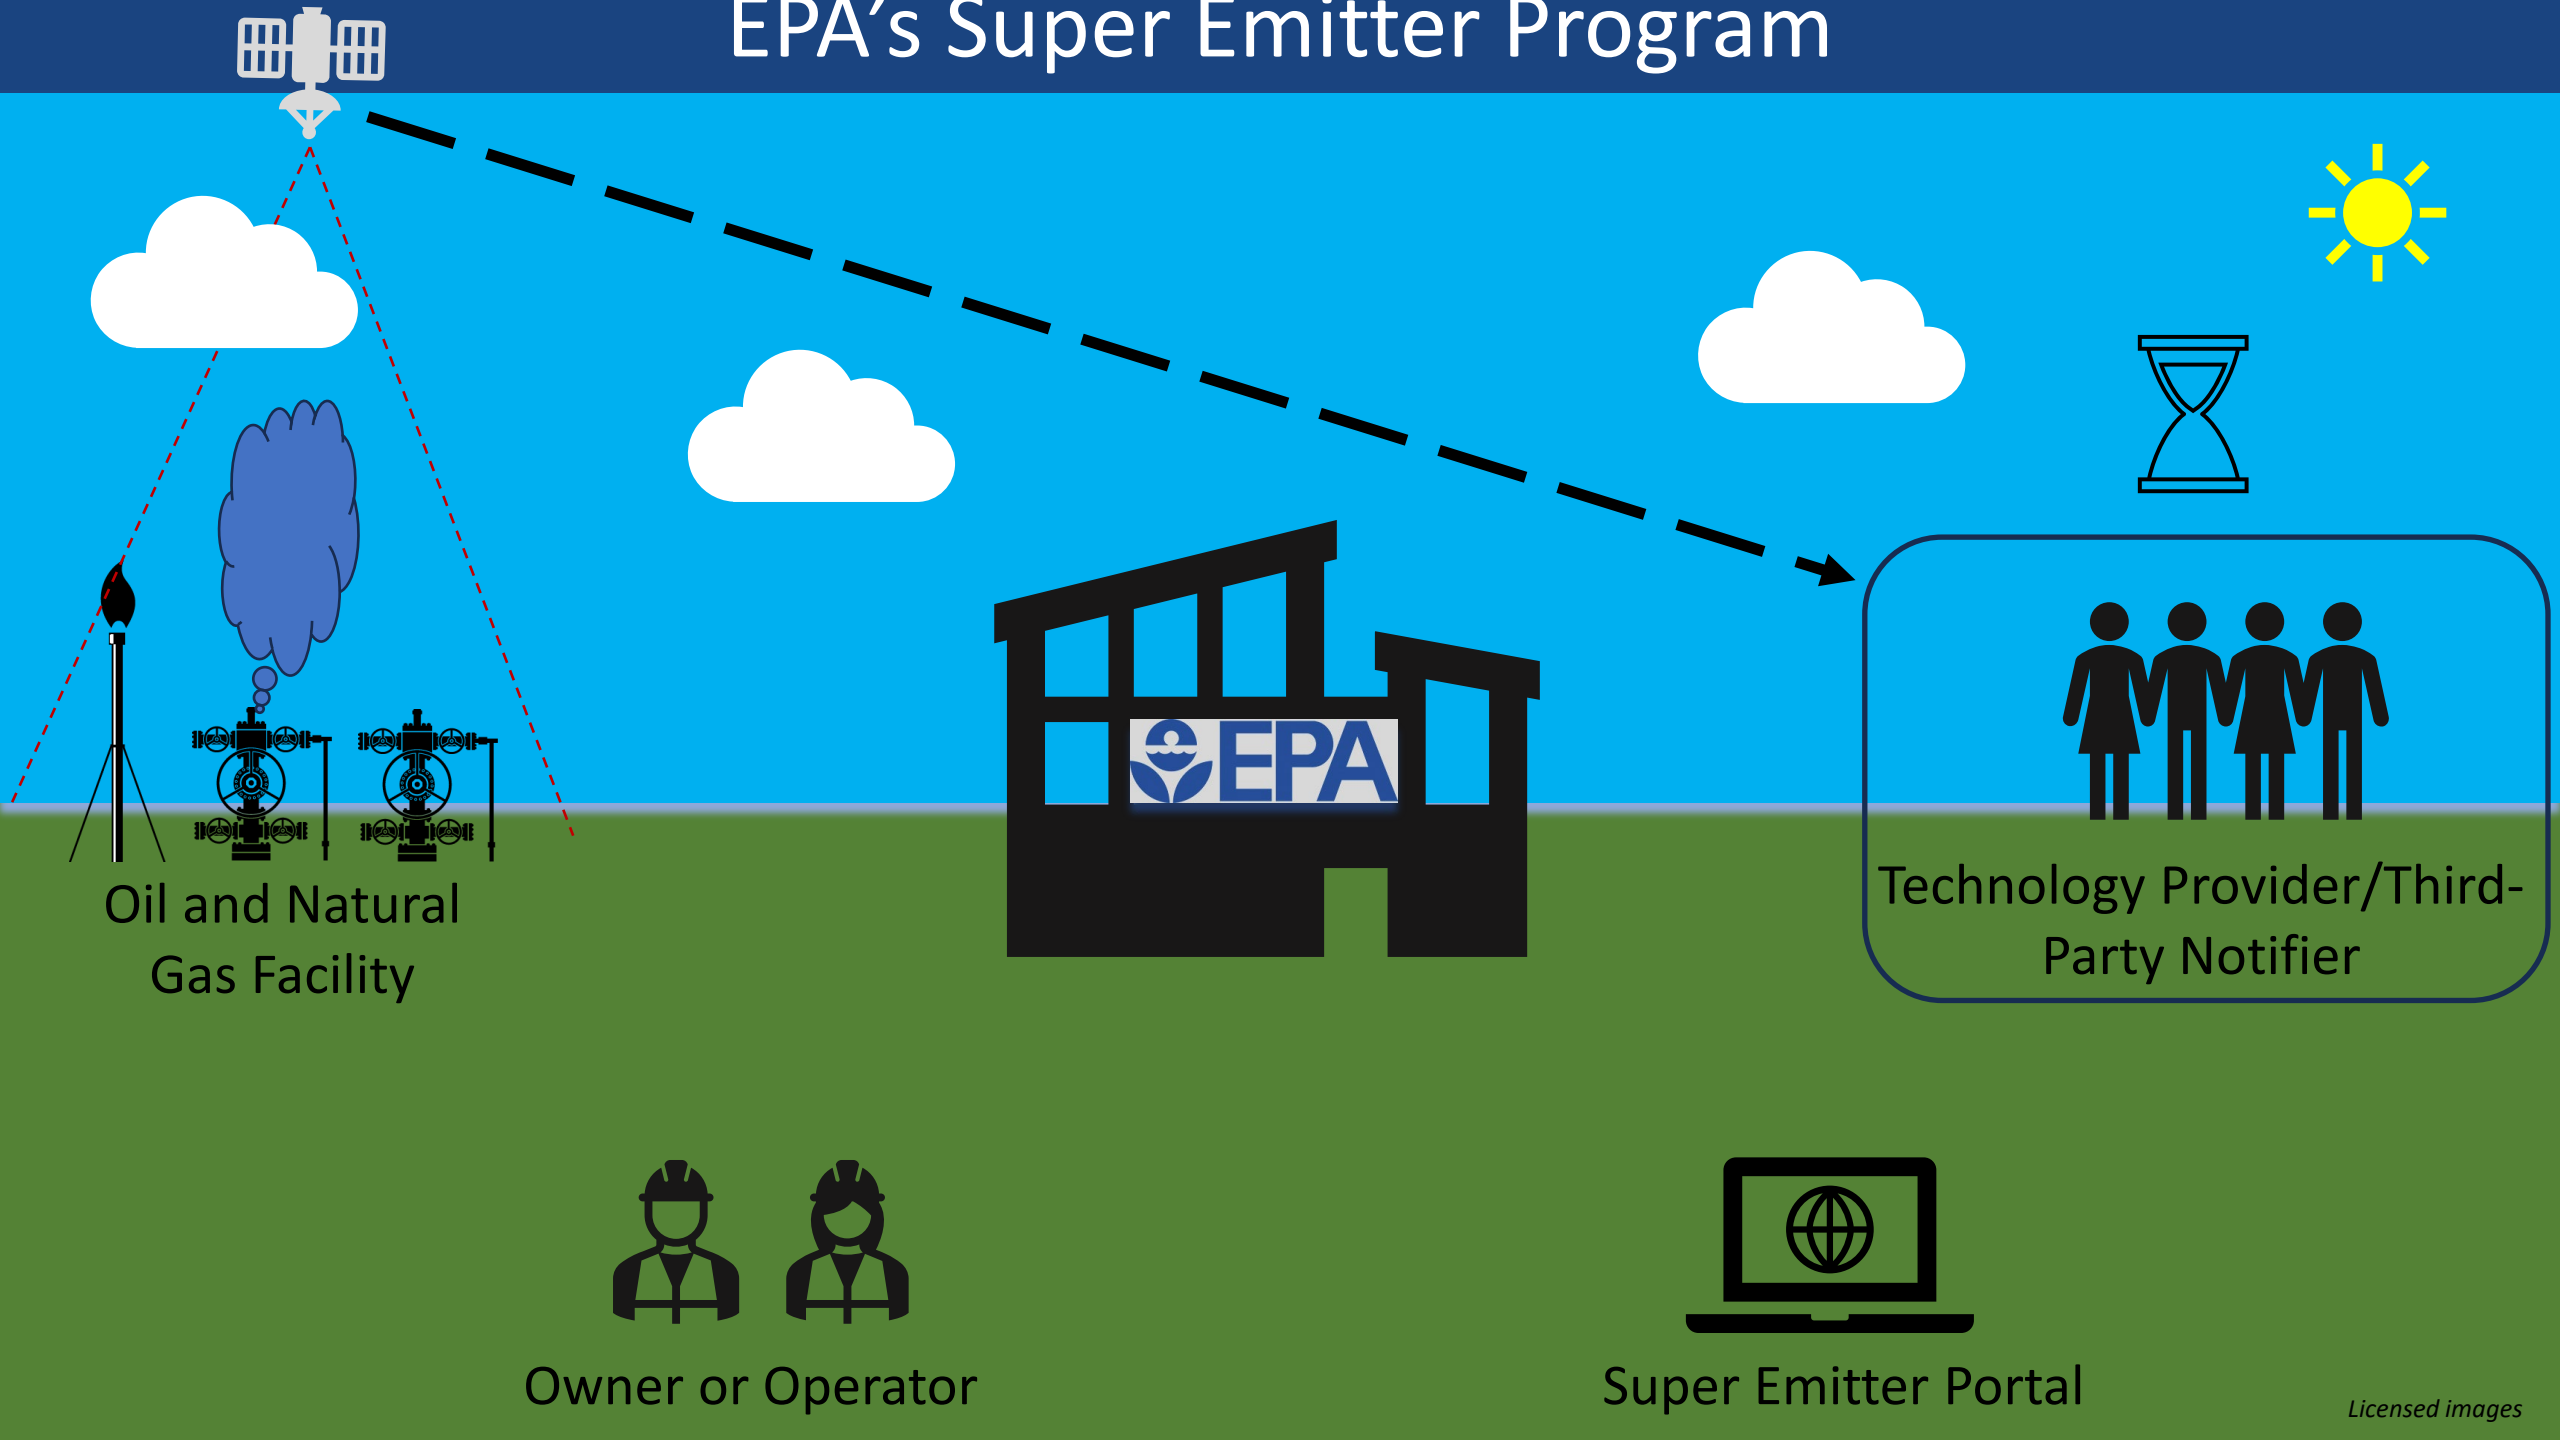 EPA’s Super Emitter Program
EPA
Oil and Natural
Gas Facility
Technology Provider/Third-
Party Notifier
Owner or Operator
Super Emitter Portal
Licensed images